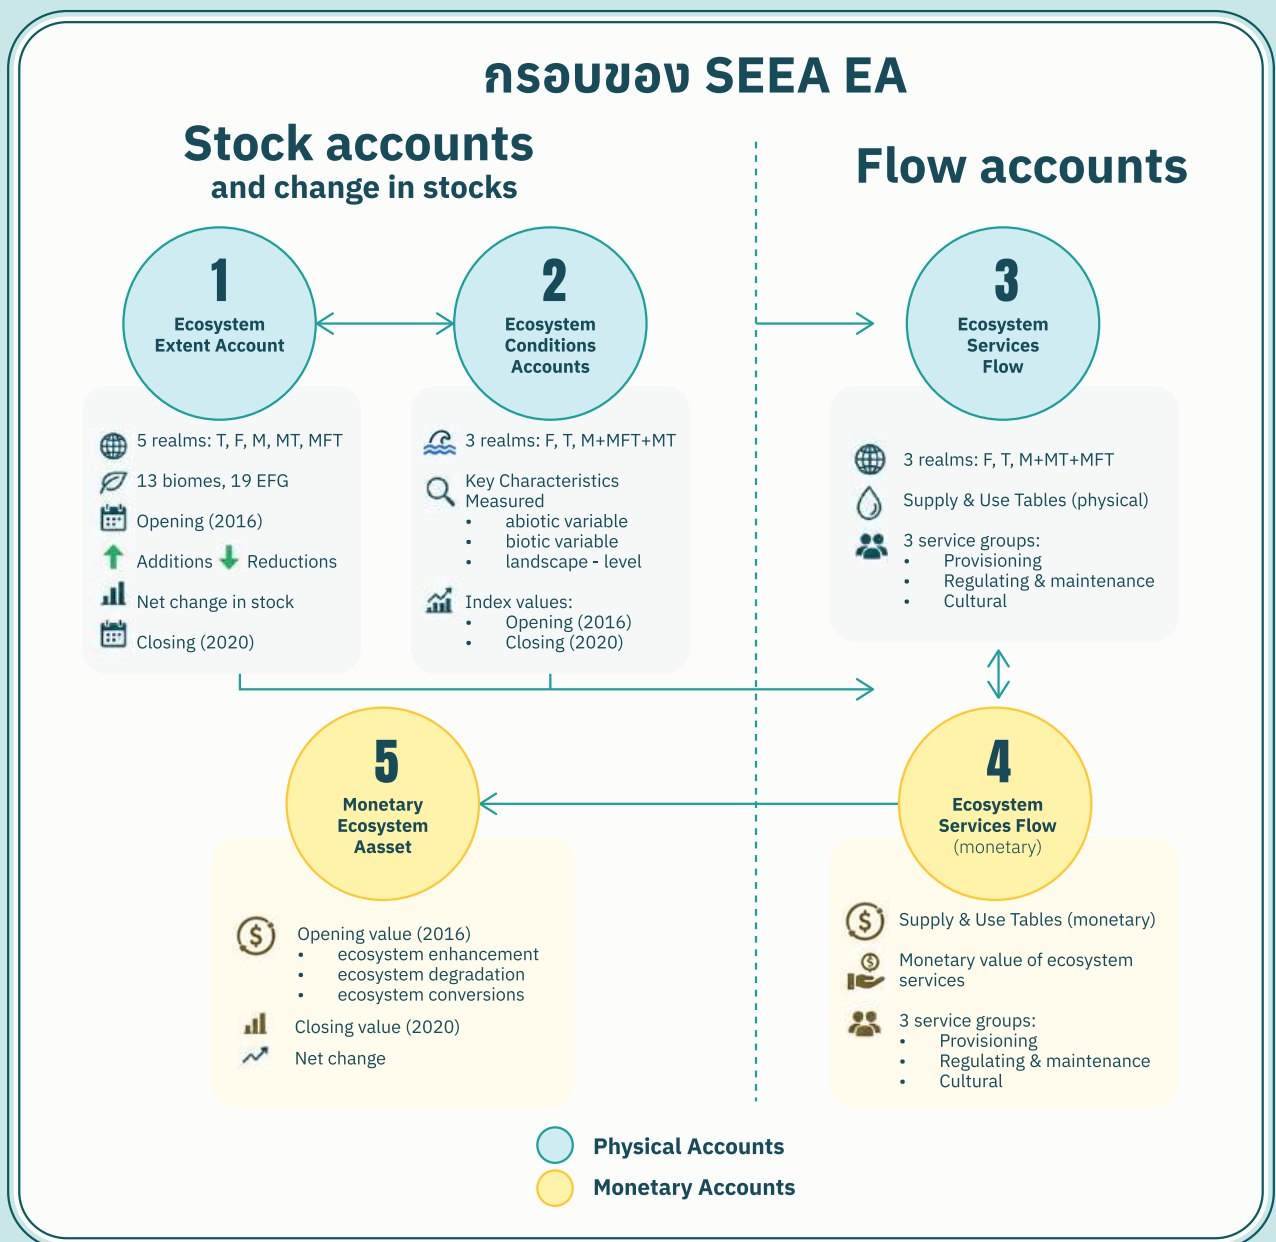 กรอบของ SEEA EA
Stock accounts
and change in stocks
Flow accounts
1
Ecosystem
Extent Account
5 realms: T, F, M, MT, MFT
13 biomes, 19 EFG
Opening (2016)
Additions Reductions
Net change in stock
Closing (2020)
2
Ecosystem
Conditions
Accounts
3 realms: F, T, M+MFT+MT
Key Characteristics
Measured
• abiotic variable
• biotic variable
• landscape - level
Index values:
• Opening (2016)
• Closing (2020)
3
Ecosystem
Services
Flow
3 realms: F, T, M+MT+MFT
Supply & Use Tables (physical)
3 service groups:
• Provisioning
• Regulating & maintenance
• Cultural
5
Monetary
Ecosystem
Aasset
$
Opening value (2016)
• ecosystem enhancement
• ecosystem degradation
• ecosystem conversions
Closing value (2020)
Net change
4
Ecosystem
Services Flow
(monetary)
$
Supply & Use Tables (monetary)
$
Monetary value of ecosystem
services
3 service groups:
• Provisioning
• Regulating & maintenance
• Cultural
Physical Accounts
Monetary Accounts